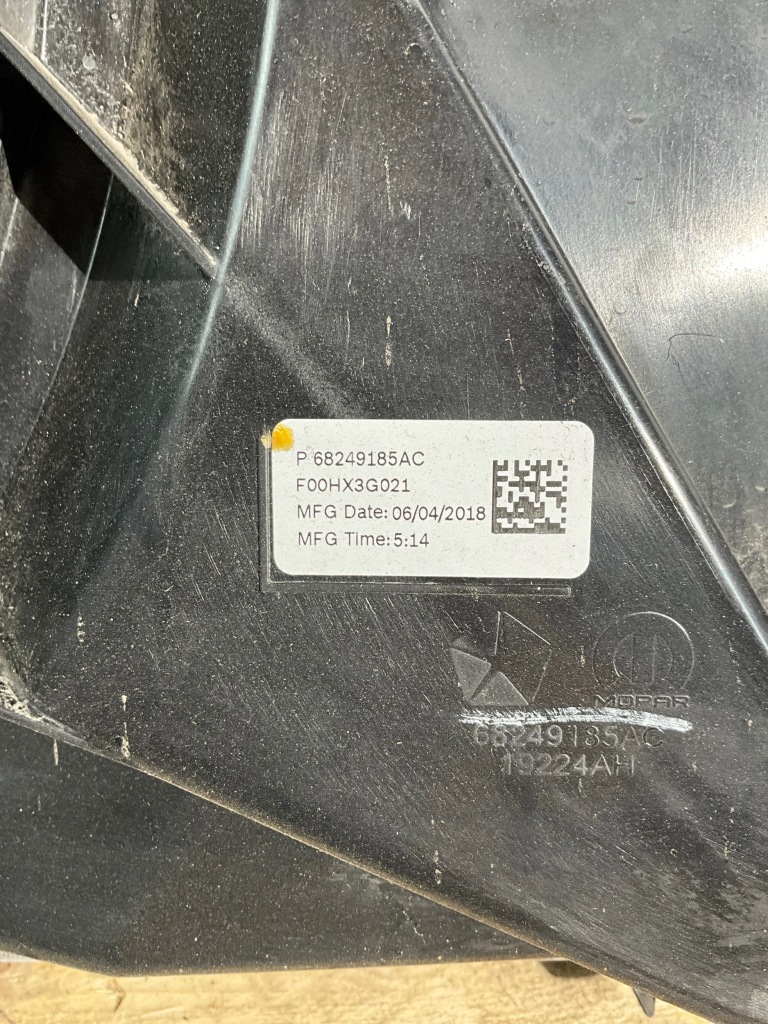 P 68249185AC
F00HX3G021
MFG Date: 06/04/2018
MFG Time: 5:14
MOPAR
68249185AC
19224AH